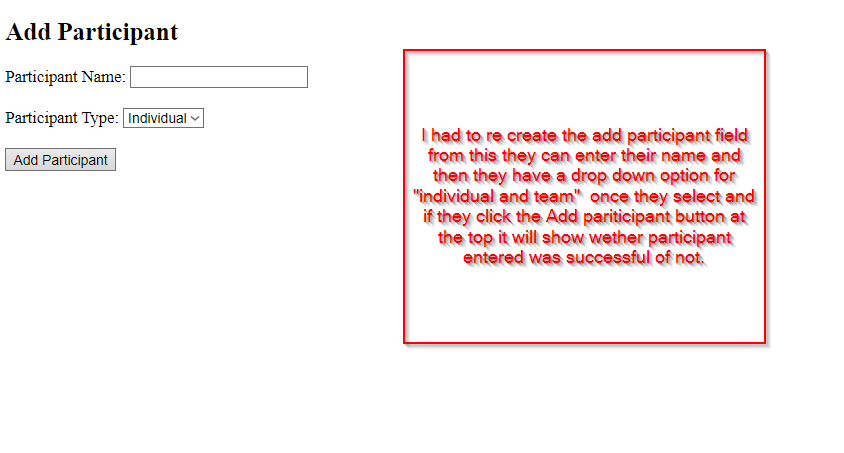 Add Participant
Participant Name:
Participant Type: Individual
Add Participant
I had to re create the add participant field
from this they can enter their name and
then they have a drop down option for
"individual and team" once they select and
if they click the Add pariticipant button at
the top it will show wether participant
entered was successful of not.